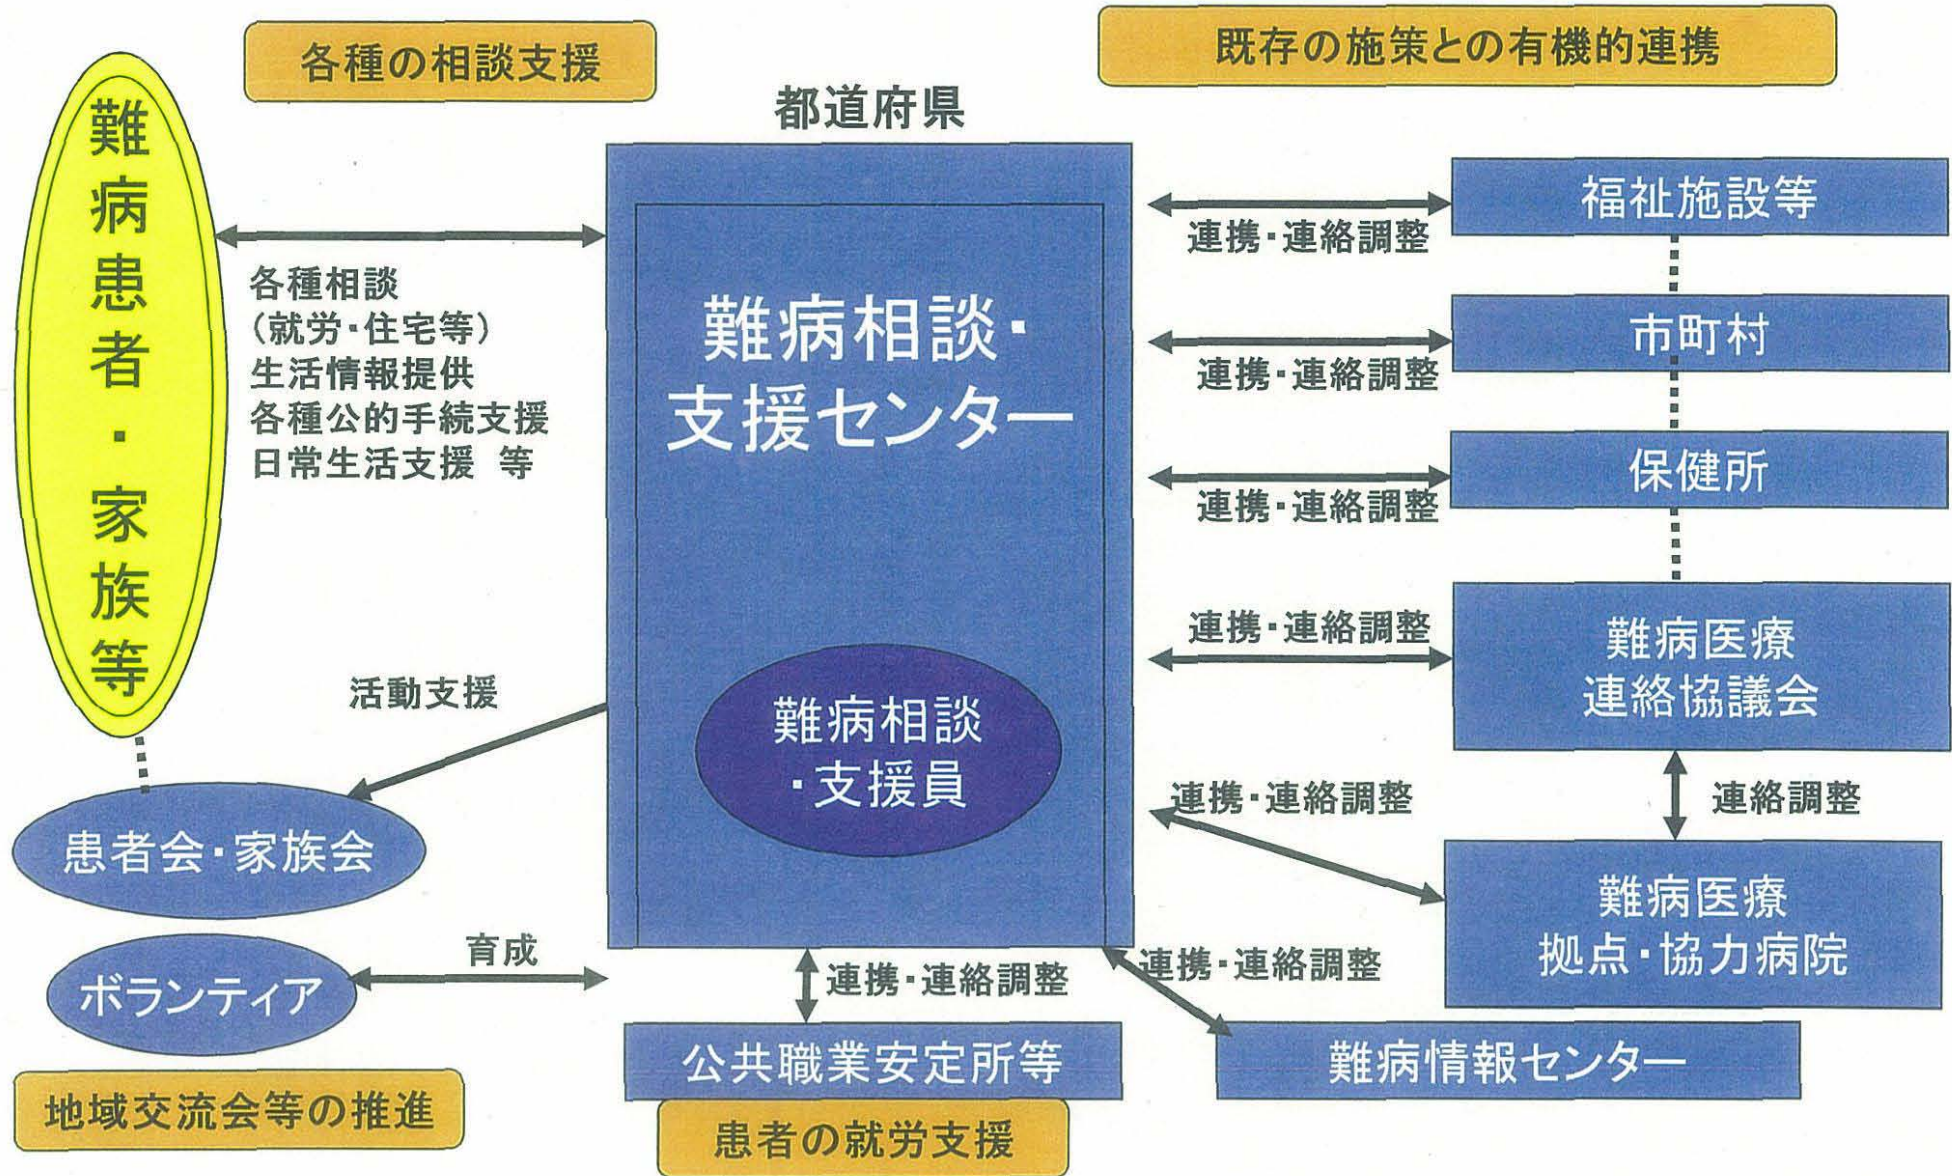 各種の相談支援
既存の施策との有機的連携
都道府県
難病患者・家族等
各種相談
(就労・住宅等)
生活情報提供
各種公的手続支援
日常生活支援 等
難病相談・
支援センター
難病相談
・支援員
活動支援
患者会・家族会
育成
ボランティア
地域交流会等の推進
連携・連絡調整
公共職業安定所等
患者の就労支援
福祉施設等
連携・連絡調整
市町村
連携・連絡調整
保健所
連携・連絡調整
難病医療
連絡協議会
連携・連絡調整
連絡調整
連携・連絡調整
難病医療
拠点・協力病院
連携・連絡調整
難病情報センター